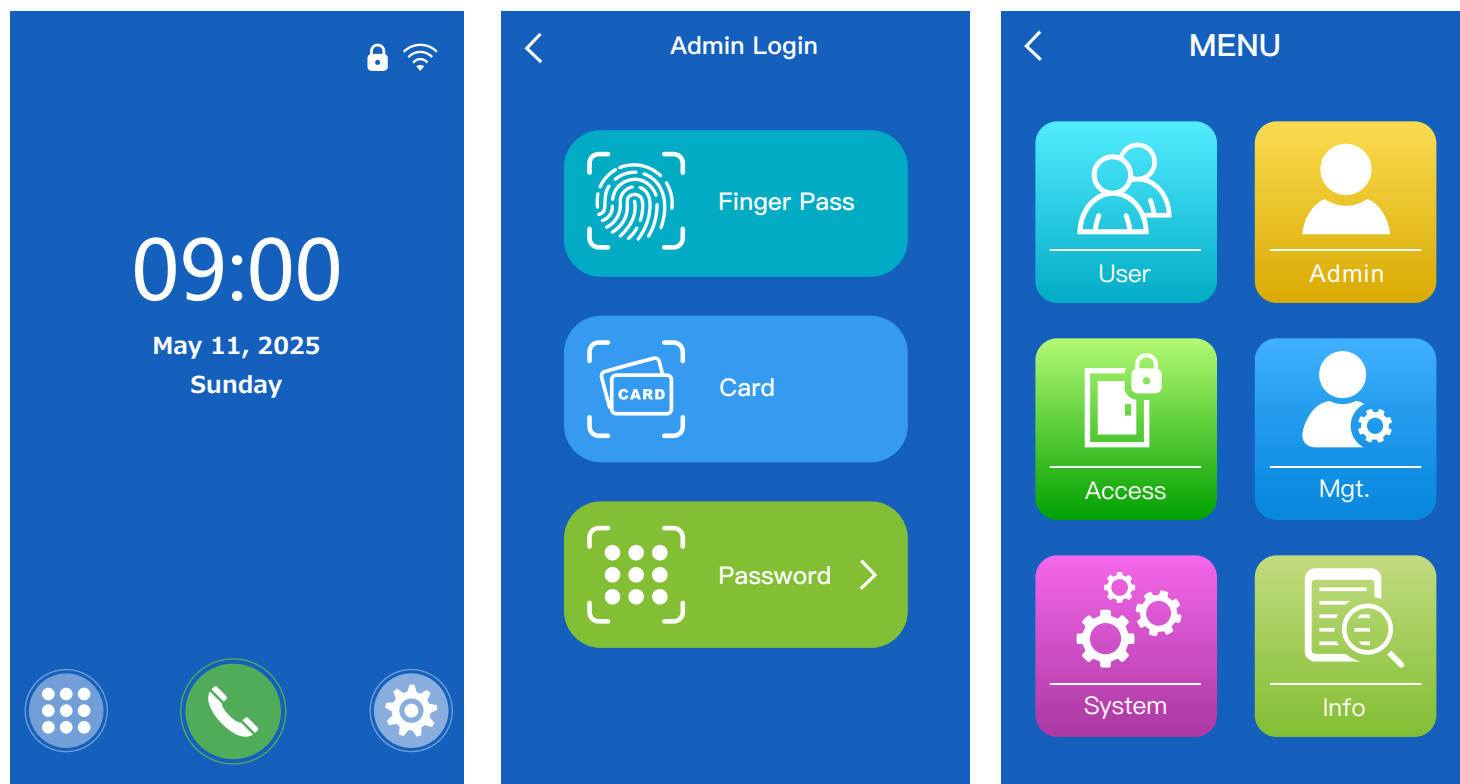 09:00
May 11, 2025
Sunday
Admin Login
Finger Pass
CARD
Card
Password
MENU
User
Admin
Access
Mgt.
System
Info